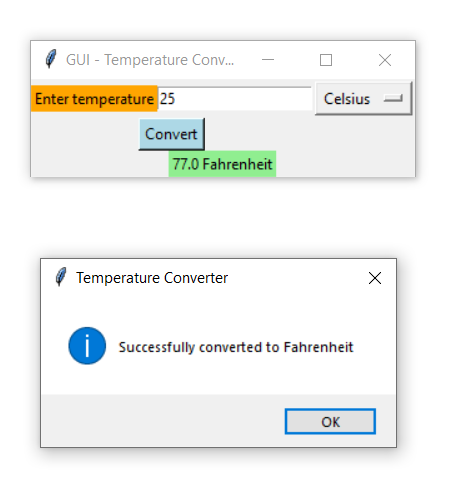 GUI - Temperature Conv...
Enter temperature 25 Celsius
Convert
77.0 Fahrenheit
Temperature Converter
Successfully converted to Fahrenheit
OK